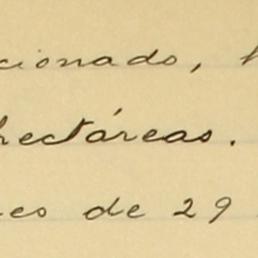 cionado,
hectáreas.
es de 29